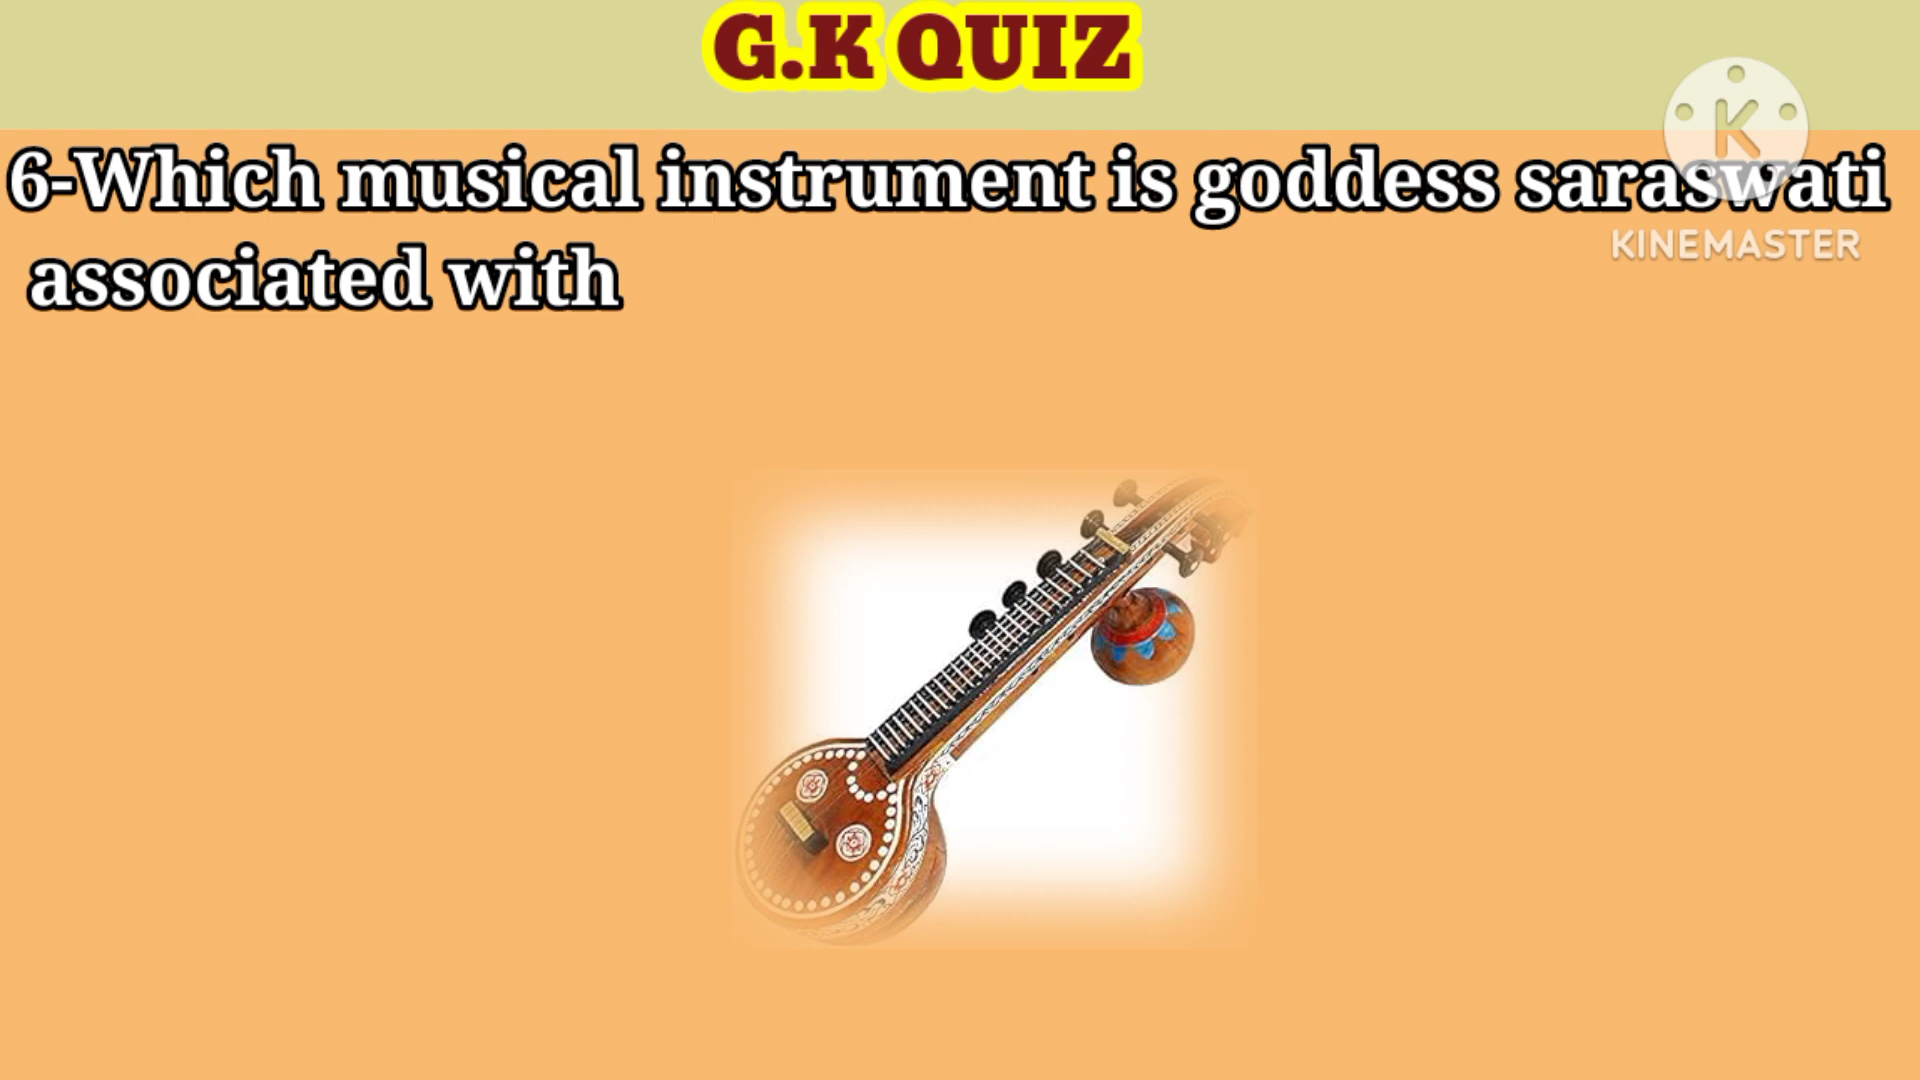 G.K QUIZ
6-Which musical instrument is goddess saraswati
associated with
K
KINEMASTER